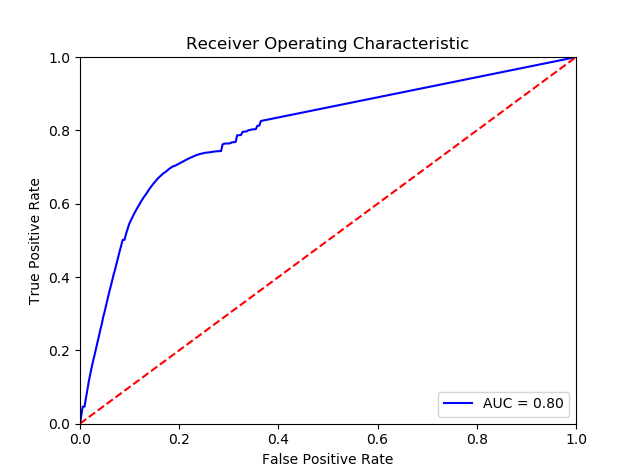 Receiver Operating Characteristic
True Positive Rate
1.0
0.8
0.6
0.4
0.2
0.0
AUC = 0.80
0.0 0.2 0.4 0.6 0.8 1.0
False Positive Rate